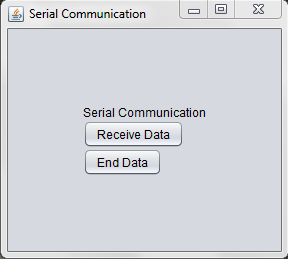 Serial Communication
Serial Communication
Receive Data
End Data